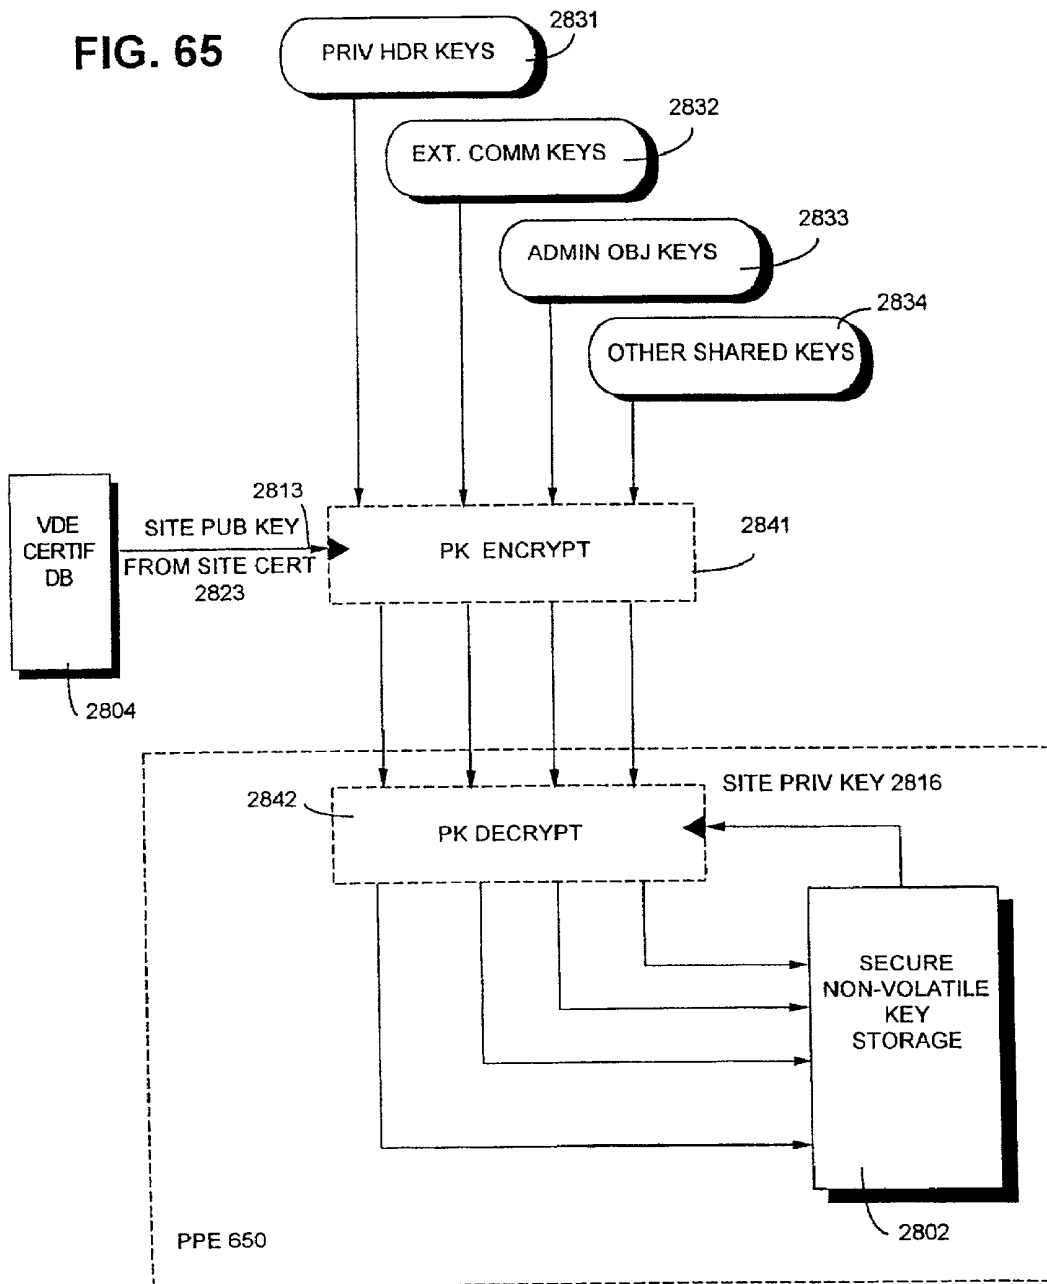 FIG. 65
2831
PRIV HDR KEYS
2832
EXT. COMM KEYS
2833
ADMIN OBJ KEYS
2834
OTHER SHARED KEYS
VDE
CERTIF
DB
2813
SITE PUB KEY
FROM SITE CERT
2823
PK ENCRYPT
2841
2804
SITE PRIV KEY 2816
2842
PK DECRYPT
SECURE
NON-VOLATILE
KEY
STORAGE
2802
PPE 650